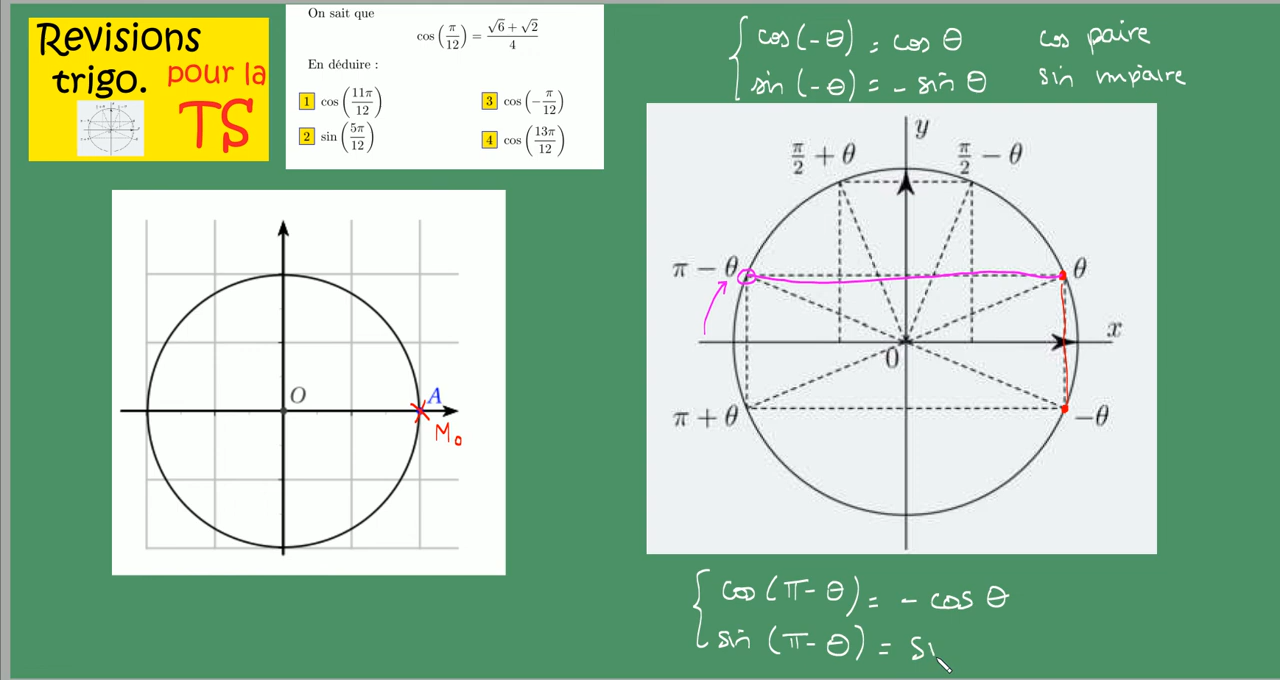 Revisions
trigo. pour la
TS
On sait que
cos(π/12) = (√6 + √2)/4
En déduire :
1 cos(11π/12)
2 sin(5π/12)
3 cos(−π/12)
4 cos(13π/12)
cos(-θ) = cos θ cos paire
sin(-θ) = - sin θ sin impaire
y
π/2 + θ
π/2 − θ
π − θ
θ
x
0
π + θ
−θ
O
A
M₀
cos(π-θ) = - cos θ
sin(π-θ) = si